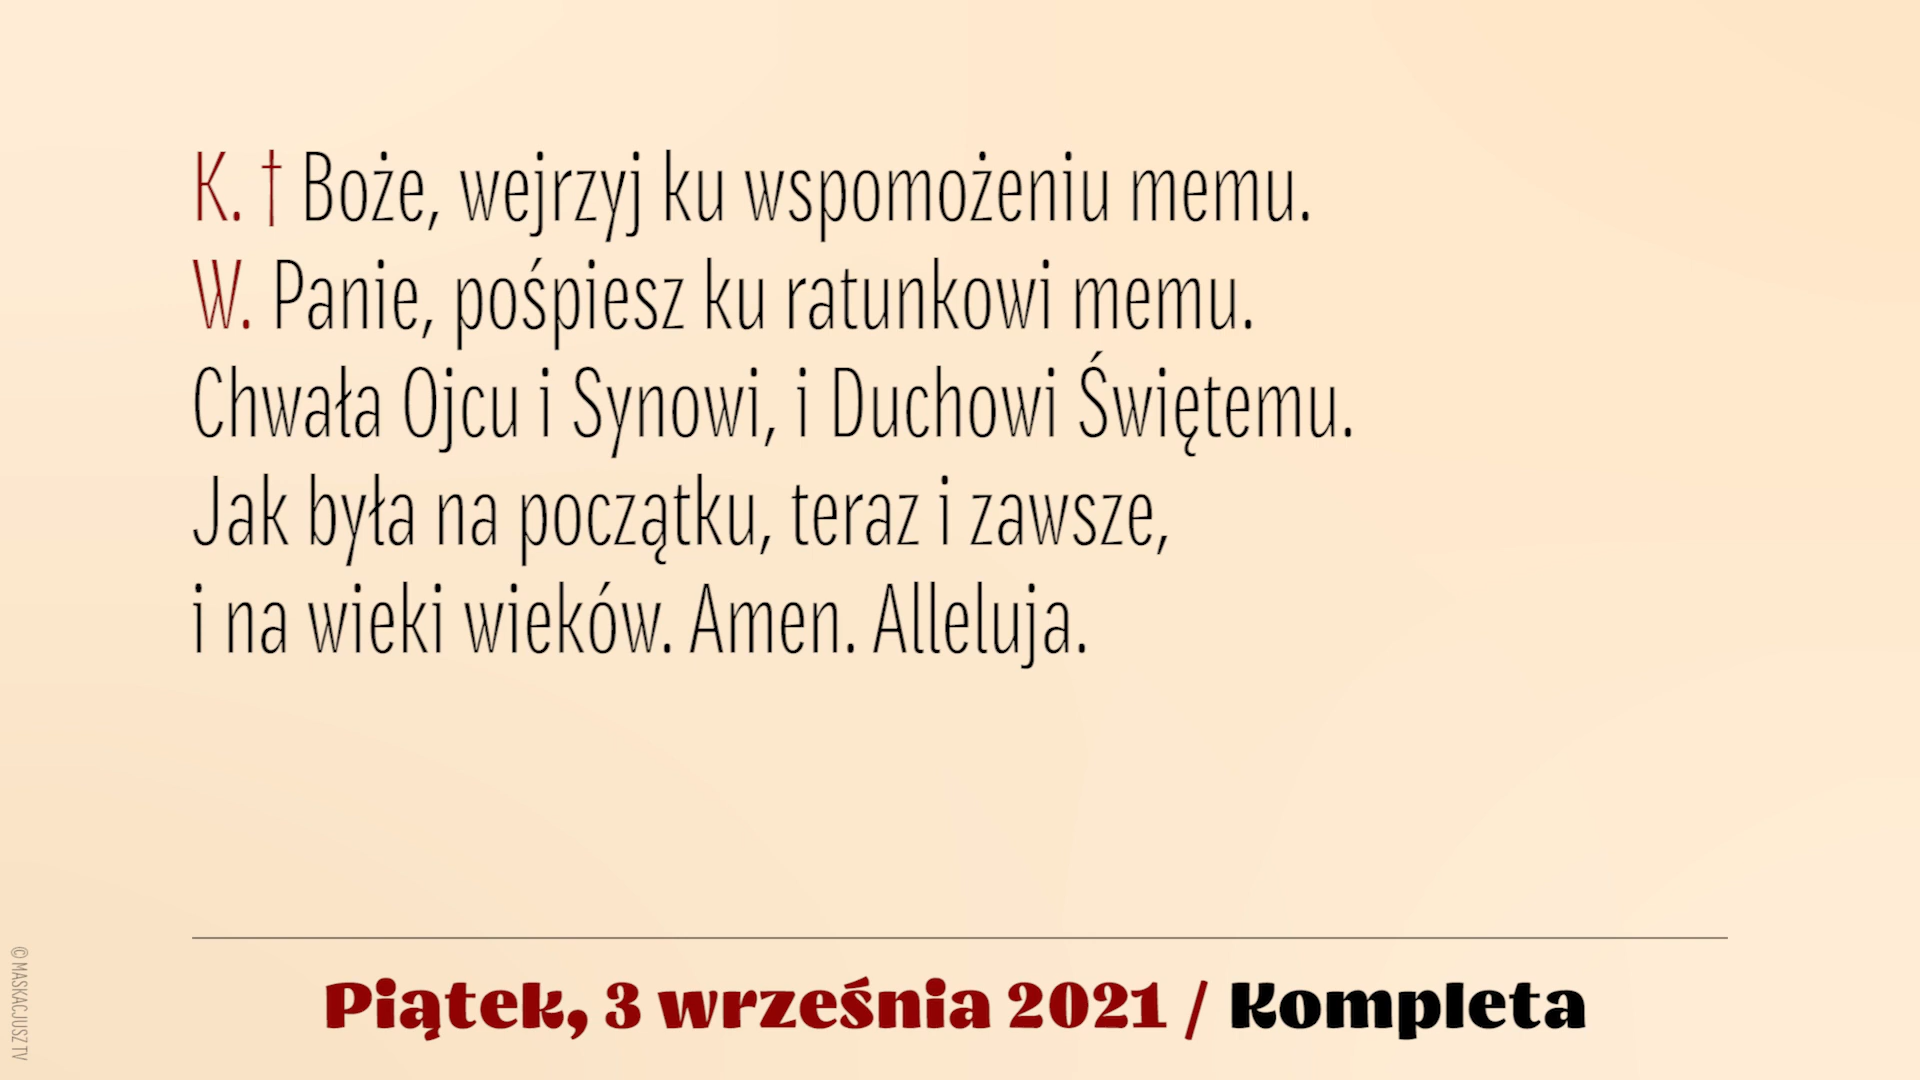 K. † Boże, wejrzyj ku wspomożeniu memu.
W. Panie, pośpiesz ku ratunkowi memu.
Chwała Ojcu i Synowi, i Duchowi Świętemu.
Jak była na początku, teraz i zawsze,
i na wieki wieków. Amen. Alleluja.
Piątek, 3 września 2021 / Kompleta
© MASKACJUSZ TV